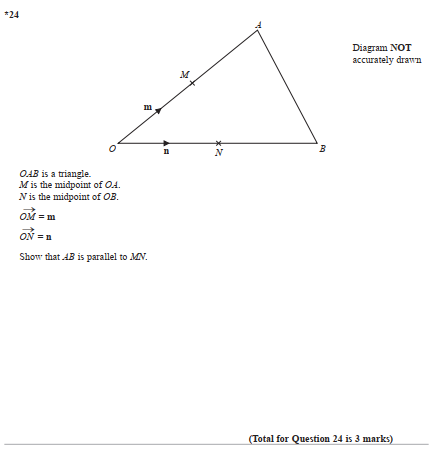 *24
A
Diagram NOT
accurately drawn
M
m
O
n
N
B
OAB is a triangle.
M is the midpoint of OA.
N is the midpoint of OB.
OM = m
ON = n
Show that AB is parallel to MN.
(Total for Question 24 is 3 marks)